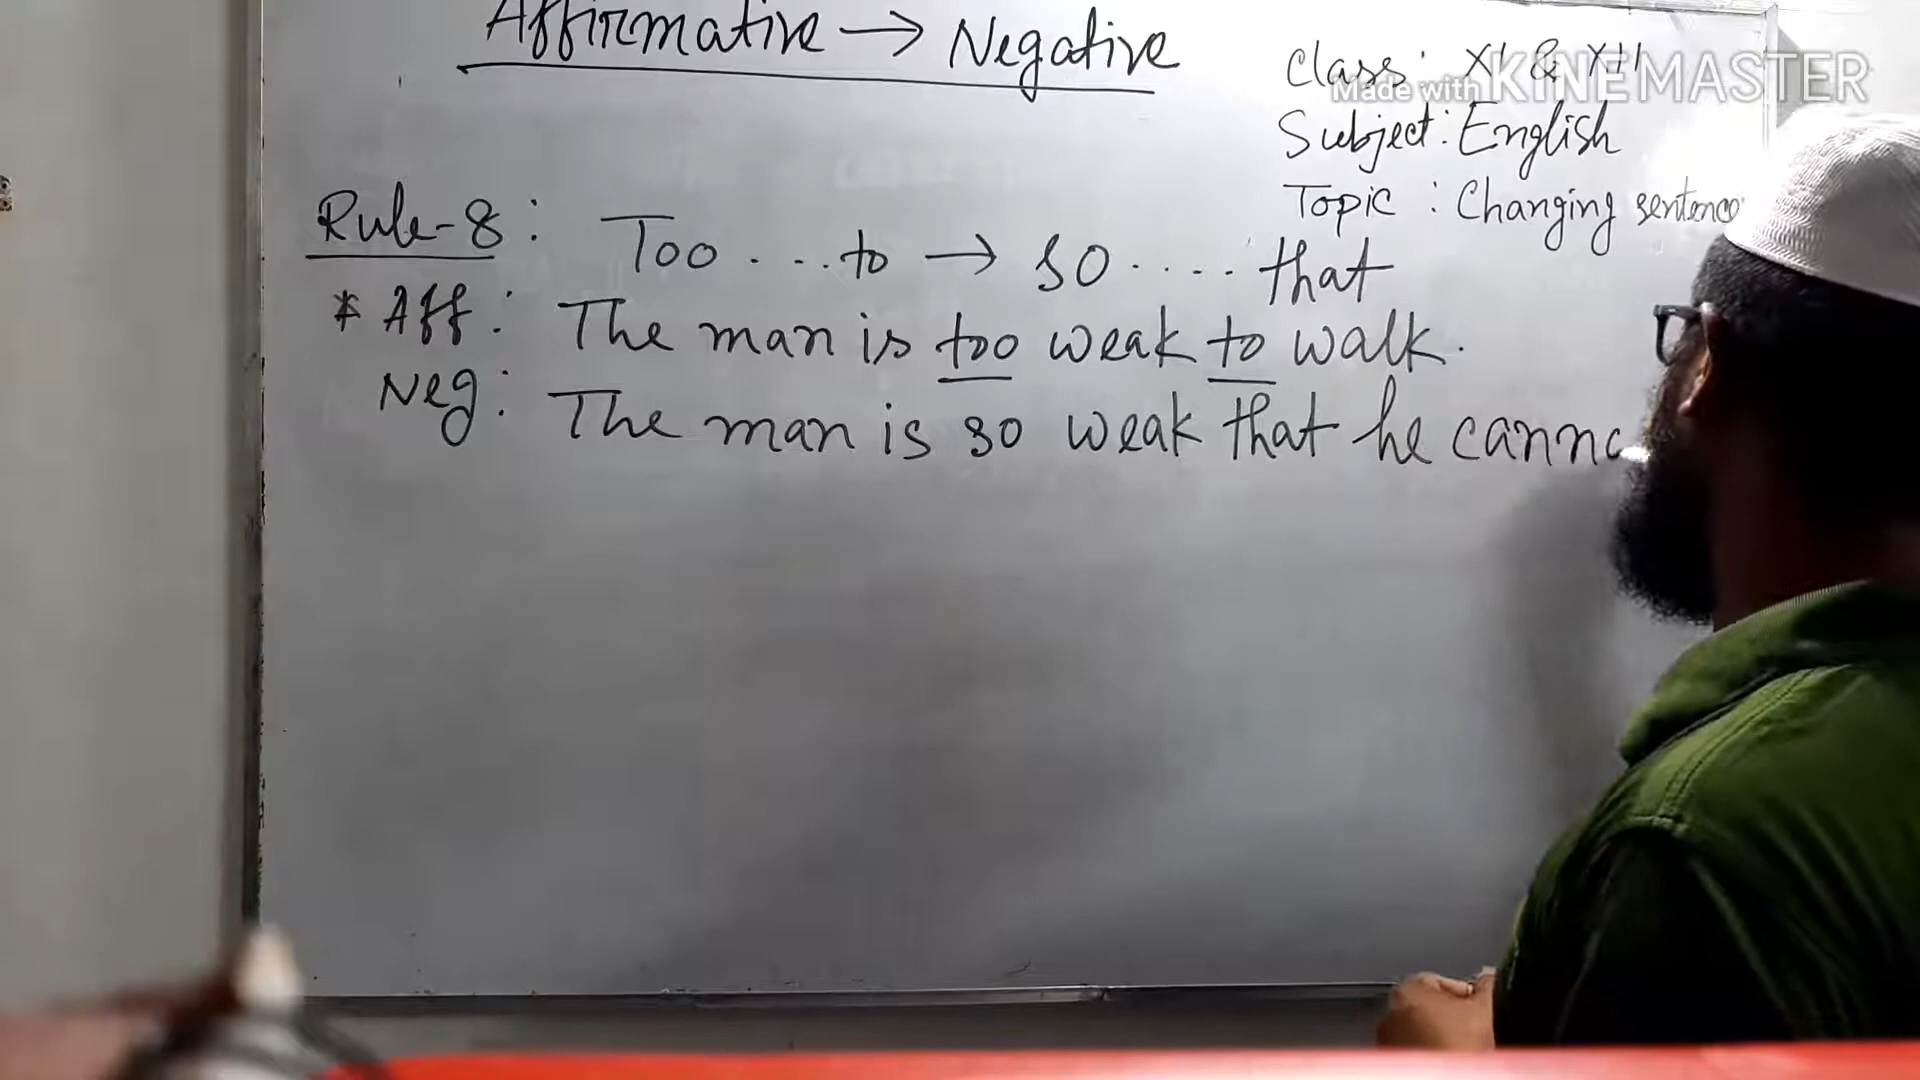 Affirmative → Negative
Class: XI & XII
Made with KINEMASTER
Subject: English
Topic: Changing sentence
Rule-8: Too ....to → so ..... that
* Aff: The man is too weak to walk.
Neg: The man is so weak that he canno